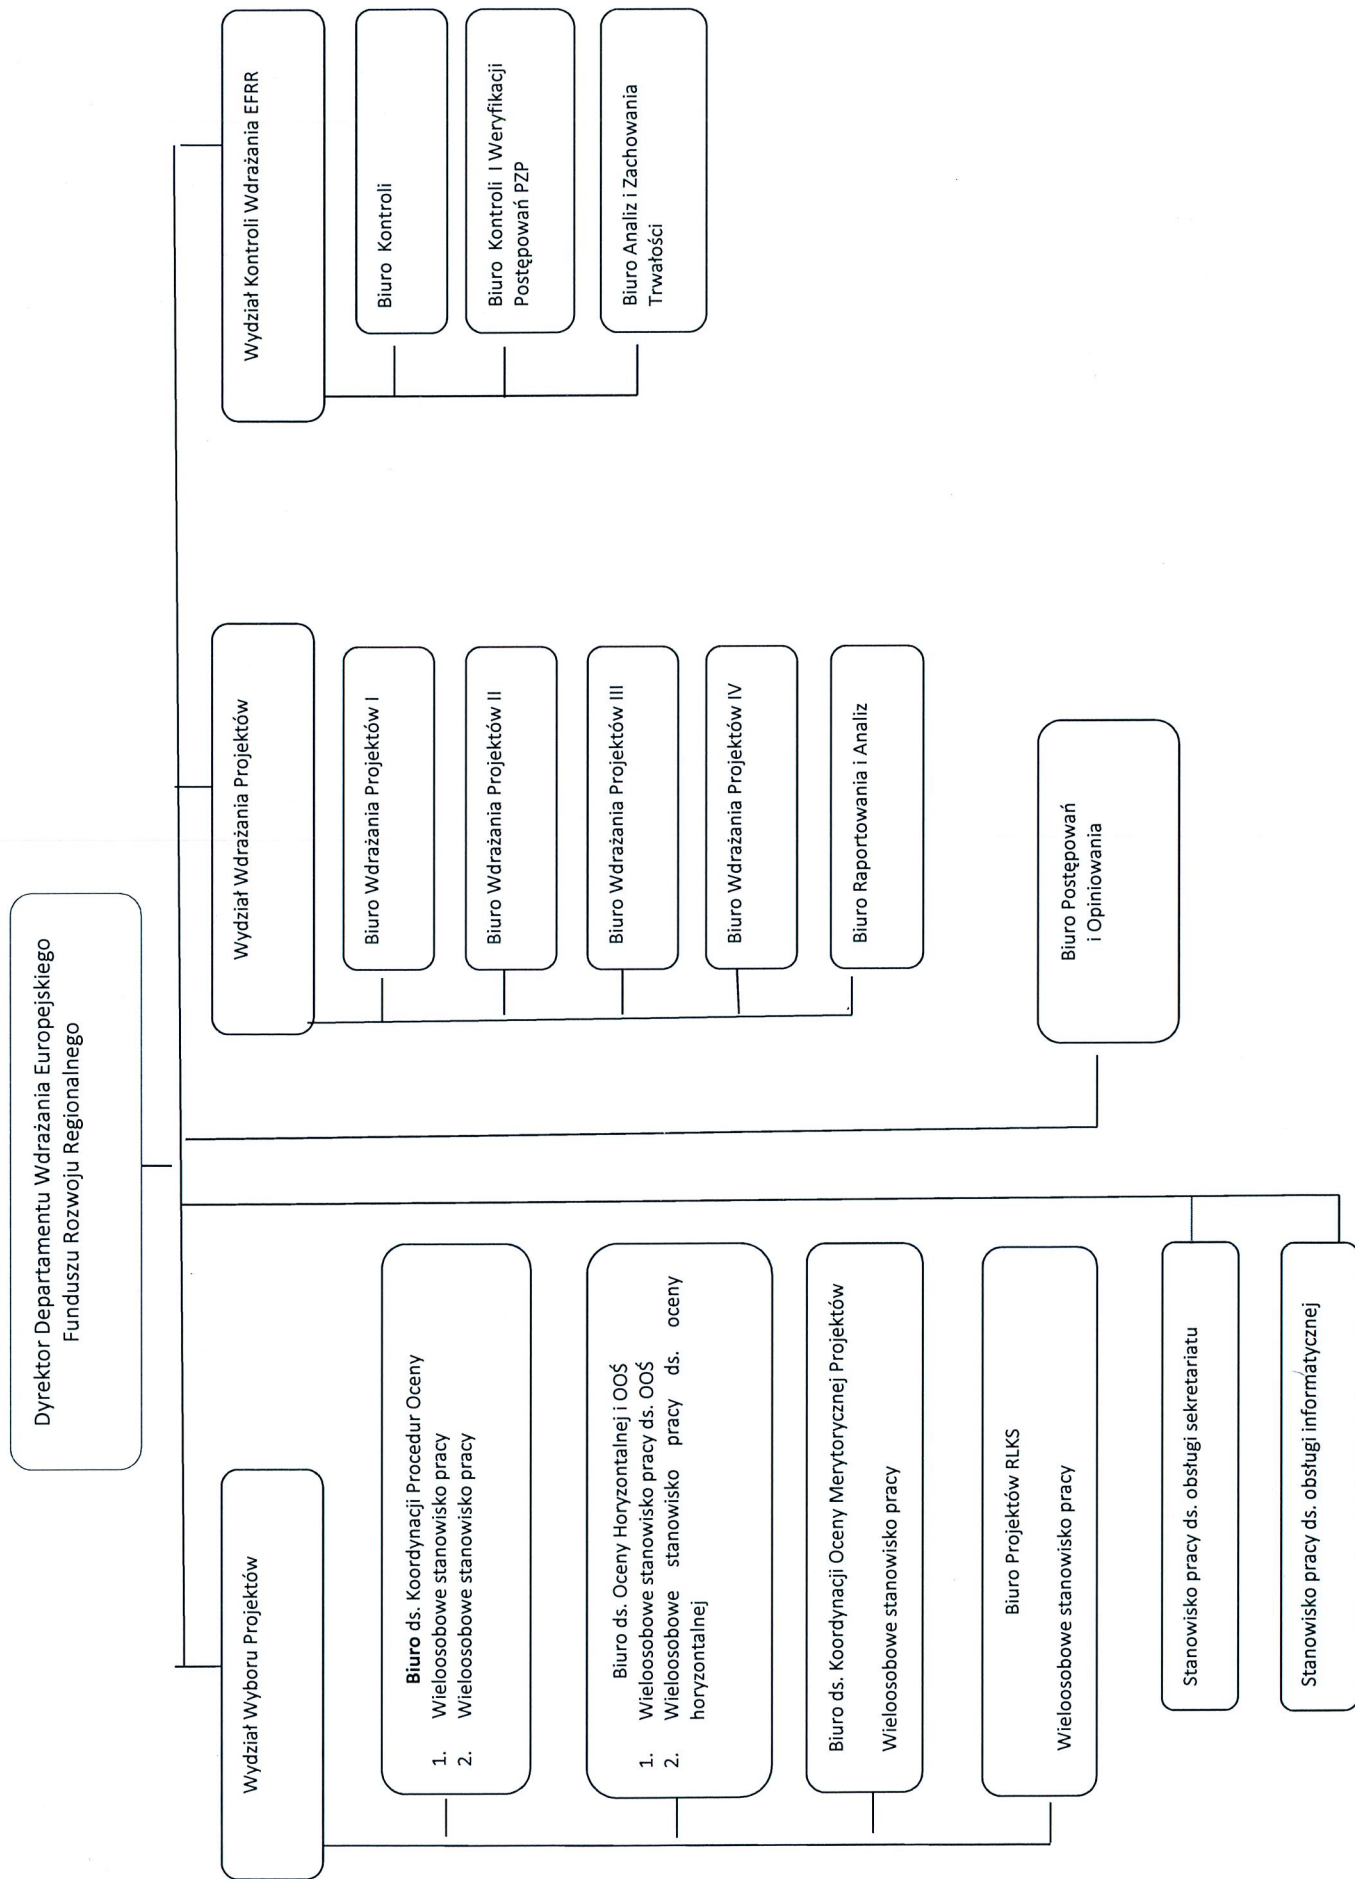 Dyrektor Departamentu Wdrażania Europejskiego
Funduszu Rozwoju Regionalnego
Wydział Wyboru Projektów
Biuro ds. Koordynacji Procedur Oceny
1. Wieloosobowe stanowisko pracy
2. Wieloosobowe stanowisko pracy
Biuro ds. Oceny Horyzontalnej i OOŚ
1. Wieloosobowe stanowisko pracy ds. OOŚ
2. Wieloosobowe stanowisko pracy ds. oceny
horyzontalnej
Biuro ds. Koordynacji Oceny Merytorycznej Projektów
Wieloosobowe stanowisko pracy
Biuro Projektów RLKS
Wieloosobowe stanowisko pracy
Stanowisko pracy ds. obsługi sekretariatu
Stanowisko pracy ds. obsługi informatycznej
Biuro Postępowań
i Opiniowania
Wydział Wdrażania Projektów
Biuro Wdrażania Projektów I
Biuro Wdrażania Projektów II
Biuro Wdrażania Projektów III
Biuro Wdrażania Projektów IV
Biuro Raportowania i Analiz
Wydział Kontroli Wdrażania EFRR
Biuro Kontroli
Biuro Kontroli I Weryfikacji
Postępowań PZP
Biuro Analiz i Zachowania
Trwałości